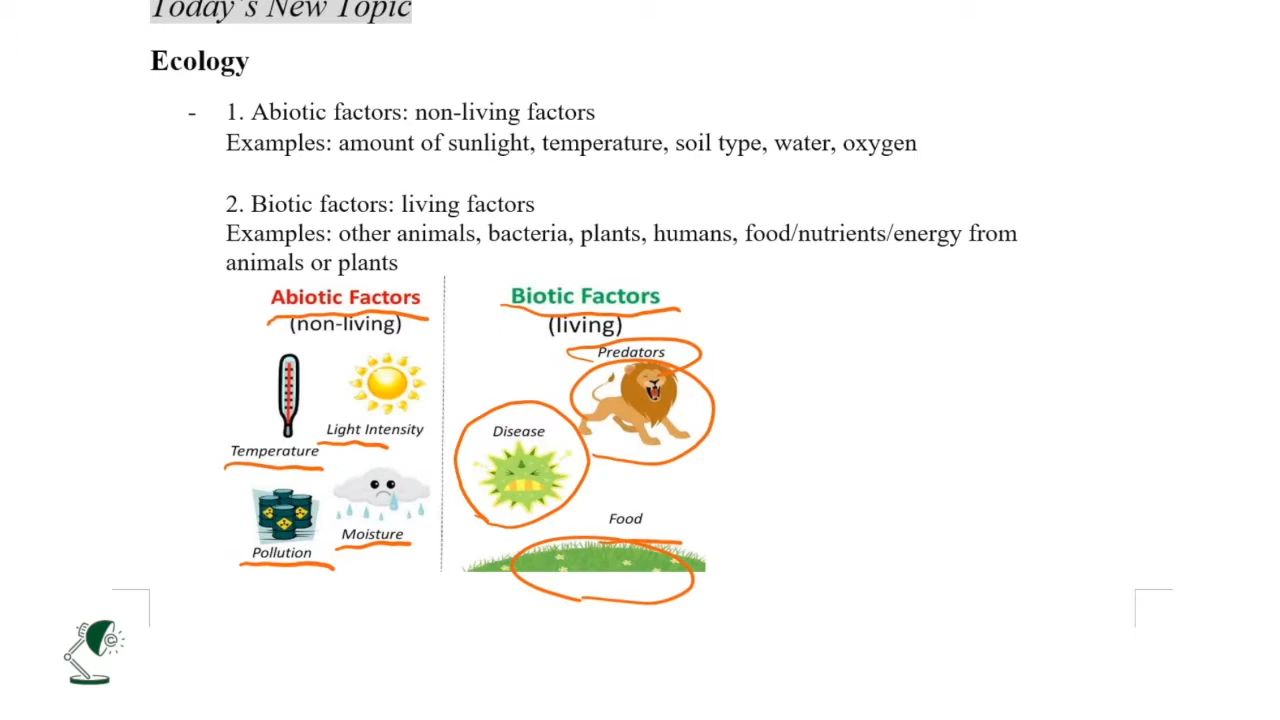 Today's New Topic
Ecology
- 1. Abiotic factors: non-living factors
Examples: amount of sunlight, temperature, soil type, water, oxygen
2. Biotic factors: living factors
Examples: other animals, bacteria, plants, humans, food/nutrients/energy from
animals or plants
Abiotic Factors
(non-living)
Light Intensity
Temperature
Moisture
Pollution
Biotic Factors
(living)
Predators
Disease
Food